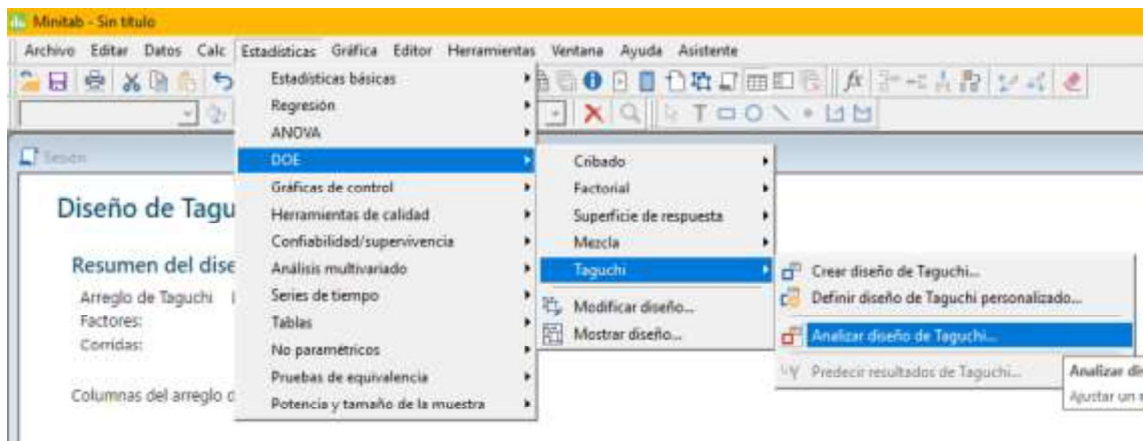 Minitab - Sin título
Archivo Editar Datos Calc Estadísticas Gráfica Editor Herramientas Ventana Ayuda Asistente
Sesión
Diseño de Tagu
Resumen del dise
Arreglo de Taguchi
Factores:
Corridas:
Columnas del arreglo d
Estadísticas básicas
Regresión
ANOVA
DOE
Gráficas de control
Herramientas de calidad
Confiabilidad/supervivencia
Análisis multivariado
Series de tiempo
Tablas
No paramétricos
Pruebas de equivalencia
Potencia y tamaño de la muestra
Cribado
Factorial
Superficie de respuesta
Mezcla
Taguchi
Modificar diseño...
Mostrar diseño...
Crear diseño de Taguchi...
Definir diseño de Taguchi personalizado...
Analizar diseño de Taguchi...
Predecir resultados de Taguchi...
Analizar di
Ajustar un